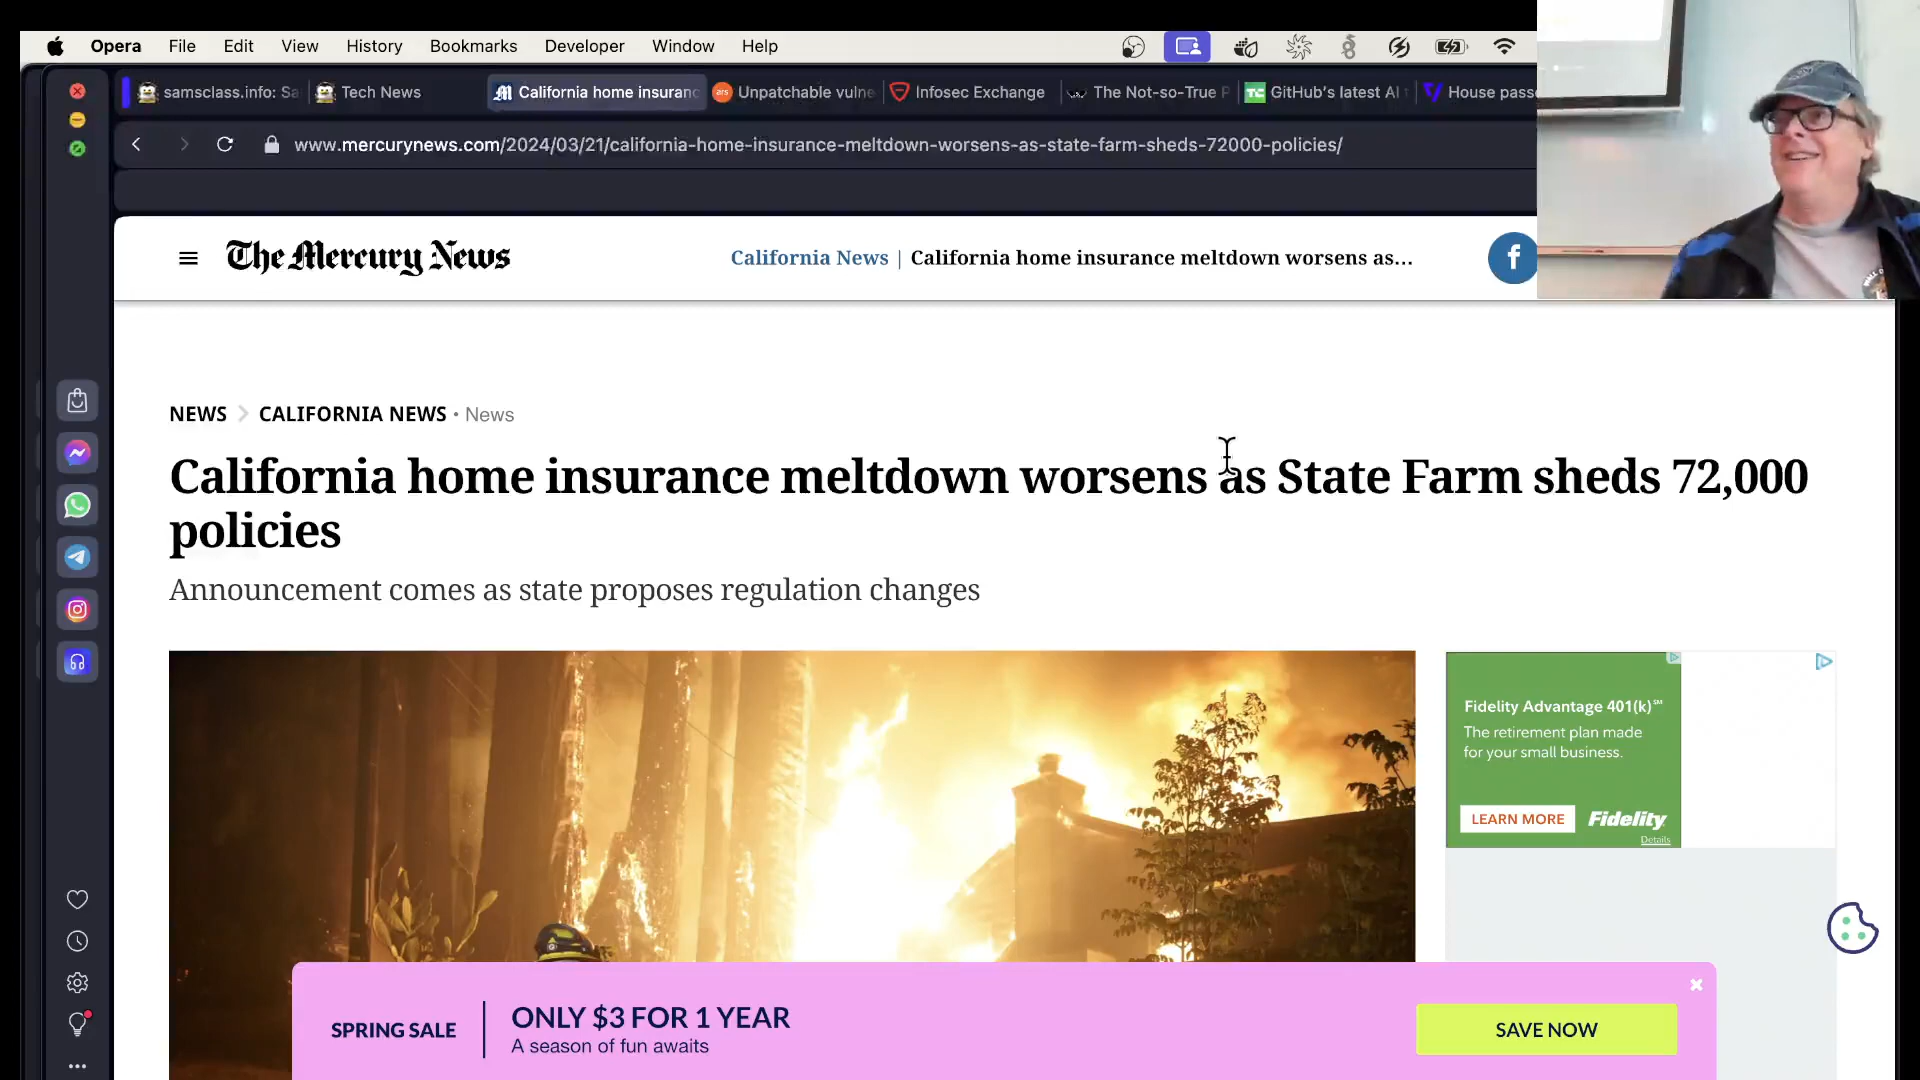 Opera File Edit View History Bookmarks Developer Window Help
samsclass.info: Sa
Tech News
California home insuranc
ars
Unpatchable vulne
Infosec Exchange
The Not-so-True P
TC
GitHub's latest AI t
House passe
www.mercurynews.com/2024/03/21/california-home-insurance-meltdown-worsens-as-state-farm-sheds-72000-policies/
The Mercury News
California News | California home insurance meltdown worsens as...
f
NEWS > CALIFORNIA NEWS • News
California home insurance meltdown worsens as State Farm sheds 72,000
policies
Announcement comes as state proposes regulation changes
Fidelity Advantage 401(k)℠
The retirement plan made
for your small business.
LEARN MORE
Fidelity
Details
SPRING SALE
ONLY $3 FOR 1 YEAR
A season of fun awaits
SAVE NOW